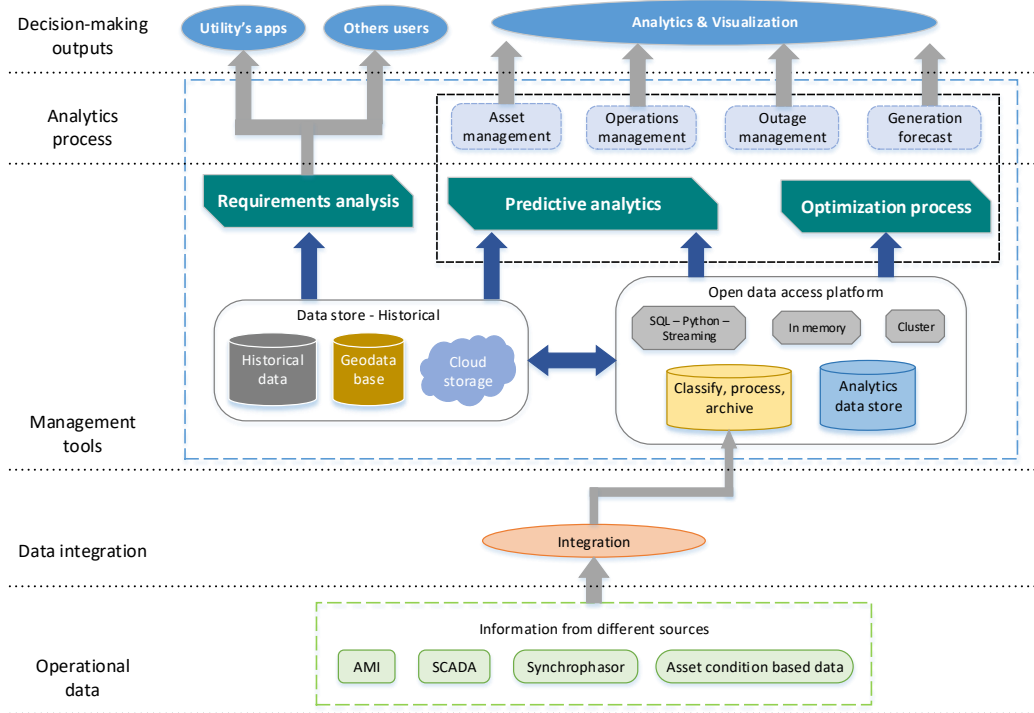 Decision-making
outputs
Utility's apps
Others users
Analytics & Visualization
Analytics
process
Asset
management
Operations
management
Outage
management
Generation
forecast
Requirements analysis
Predictive analytics
Optimization process
Management
tools
Data store - Historical
Historical
data
Geodata
base
Cloud
storage
Open data access platform
SQL – Python –
Streaming
In memory
Cluster
Classify, process,
archive
Analytics
data store
Data integration
Integration
Operational
data
Information from different sources
AMI
SCADA
Synchrophasor
Asset condition based data